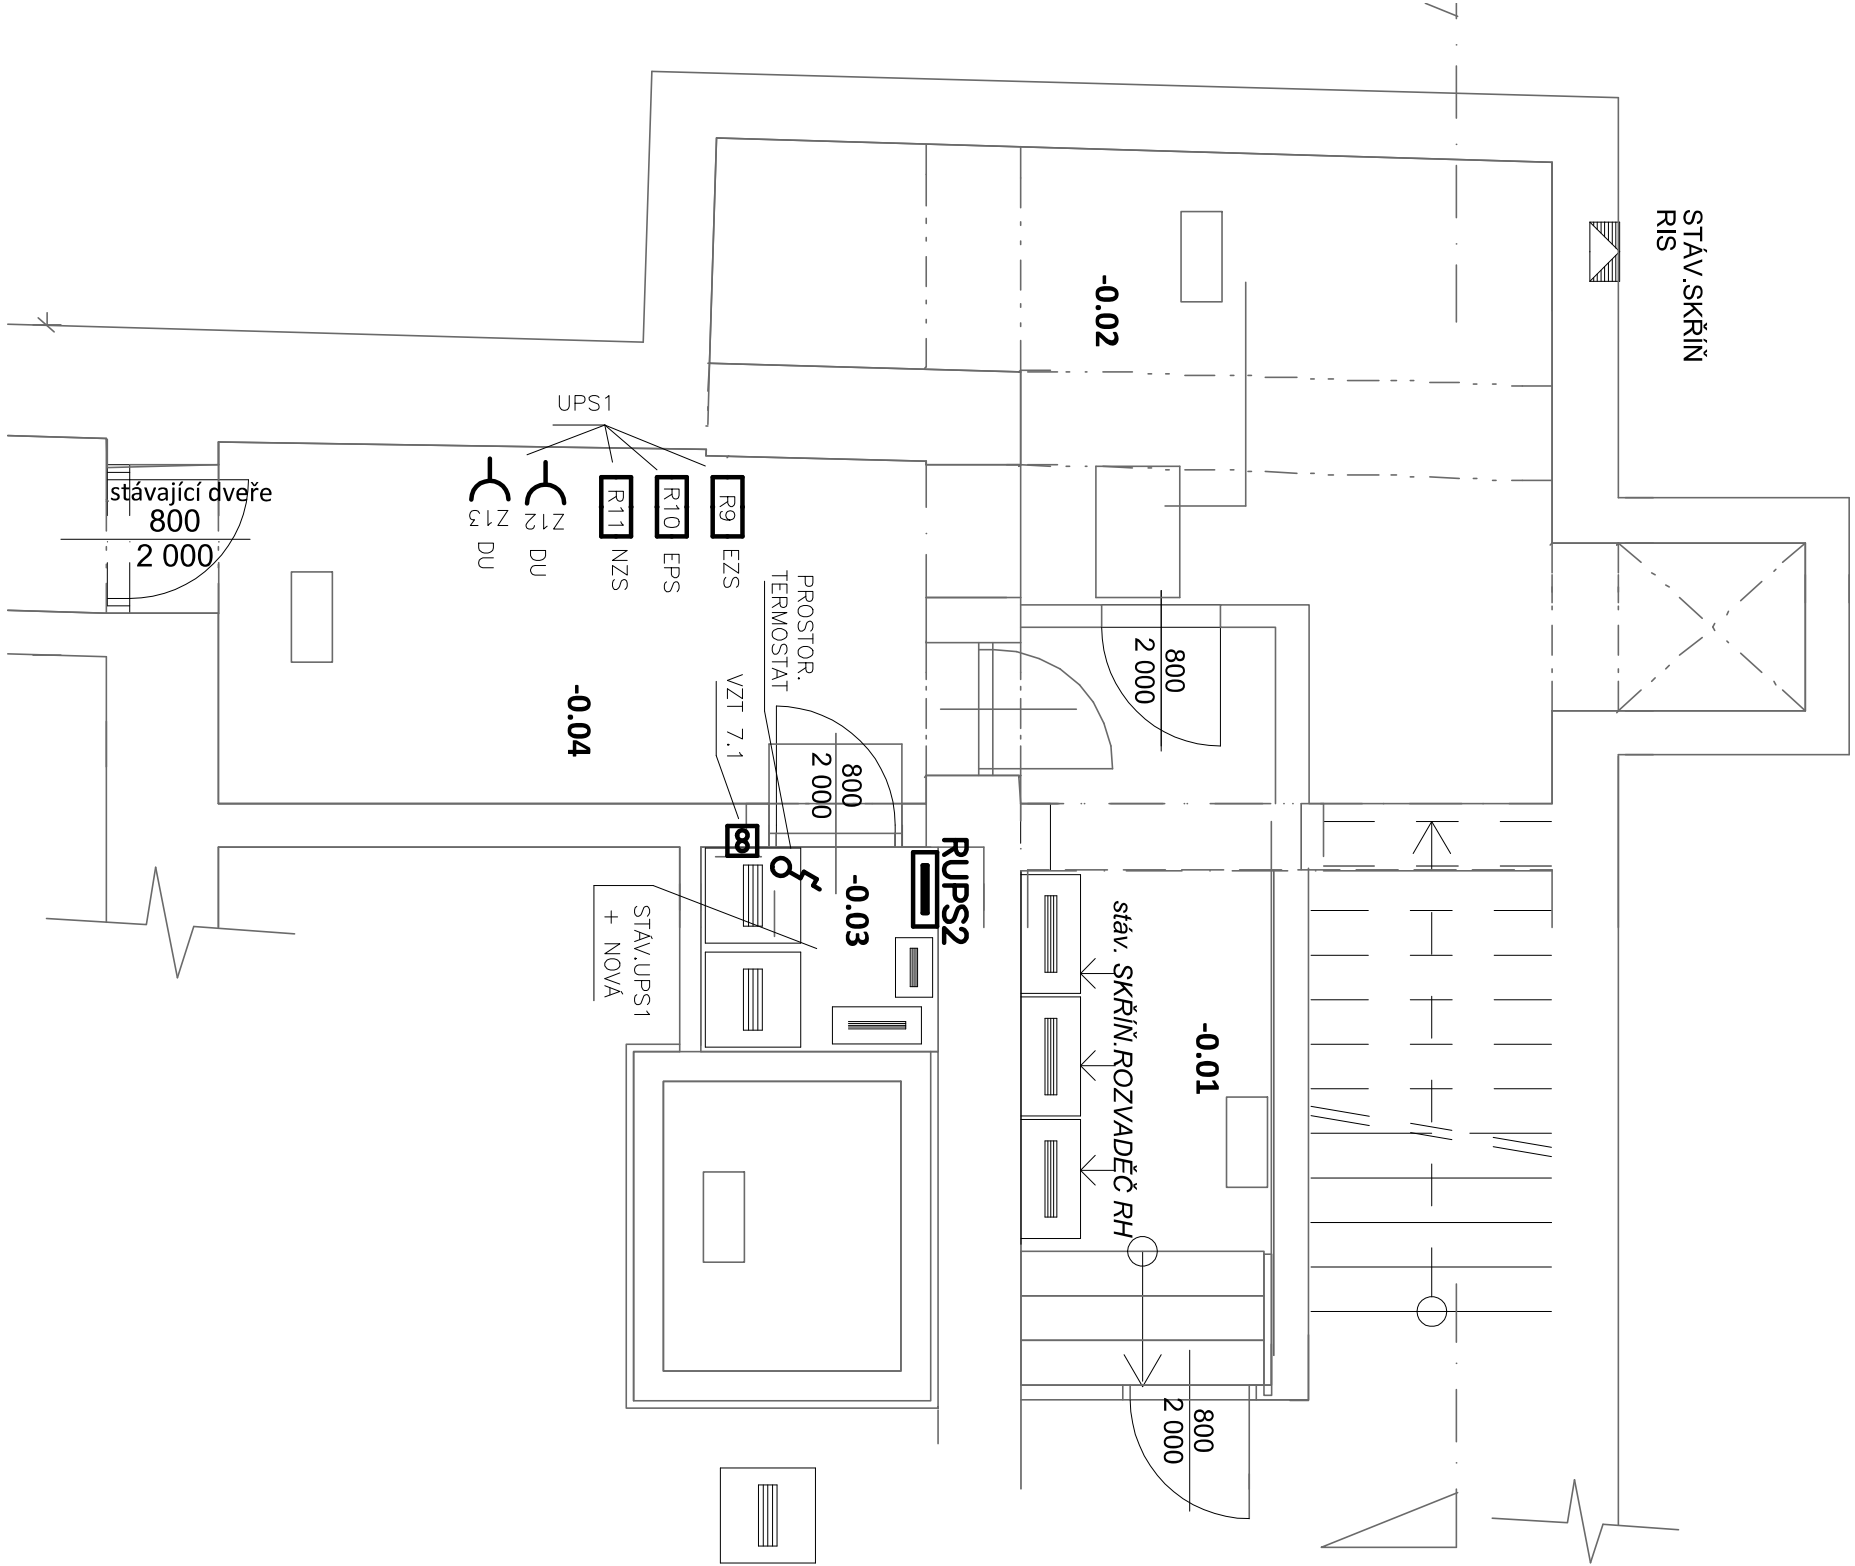 STÁV.SKŘÍŇ
RIS
-0.02
UPS1
stávající dveře
800
2 000
Z13
DU
Z12
DU
R11
NZS
R10
EPS
R9
EZS
PROSTOR.
TERMOSTAT
VZT 7.1
-0.04
800
2 000
800
2 000
RUPS2
-0.03
STÁV.UPS1
+ NOVÁ
stáv. SKŘÍŇ.ROZVADĚČ RH
-0.01
800
2 000